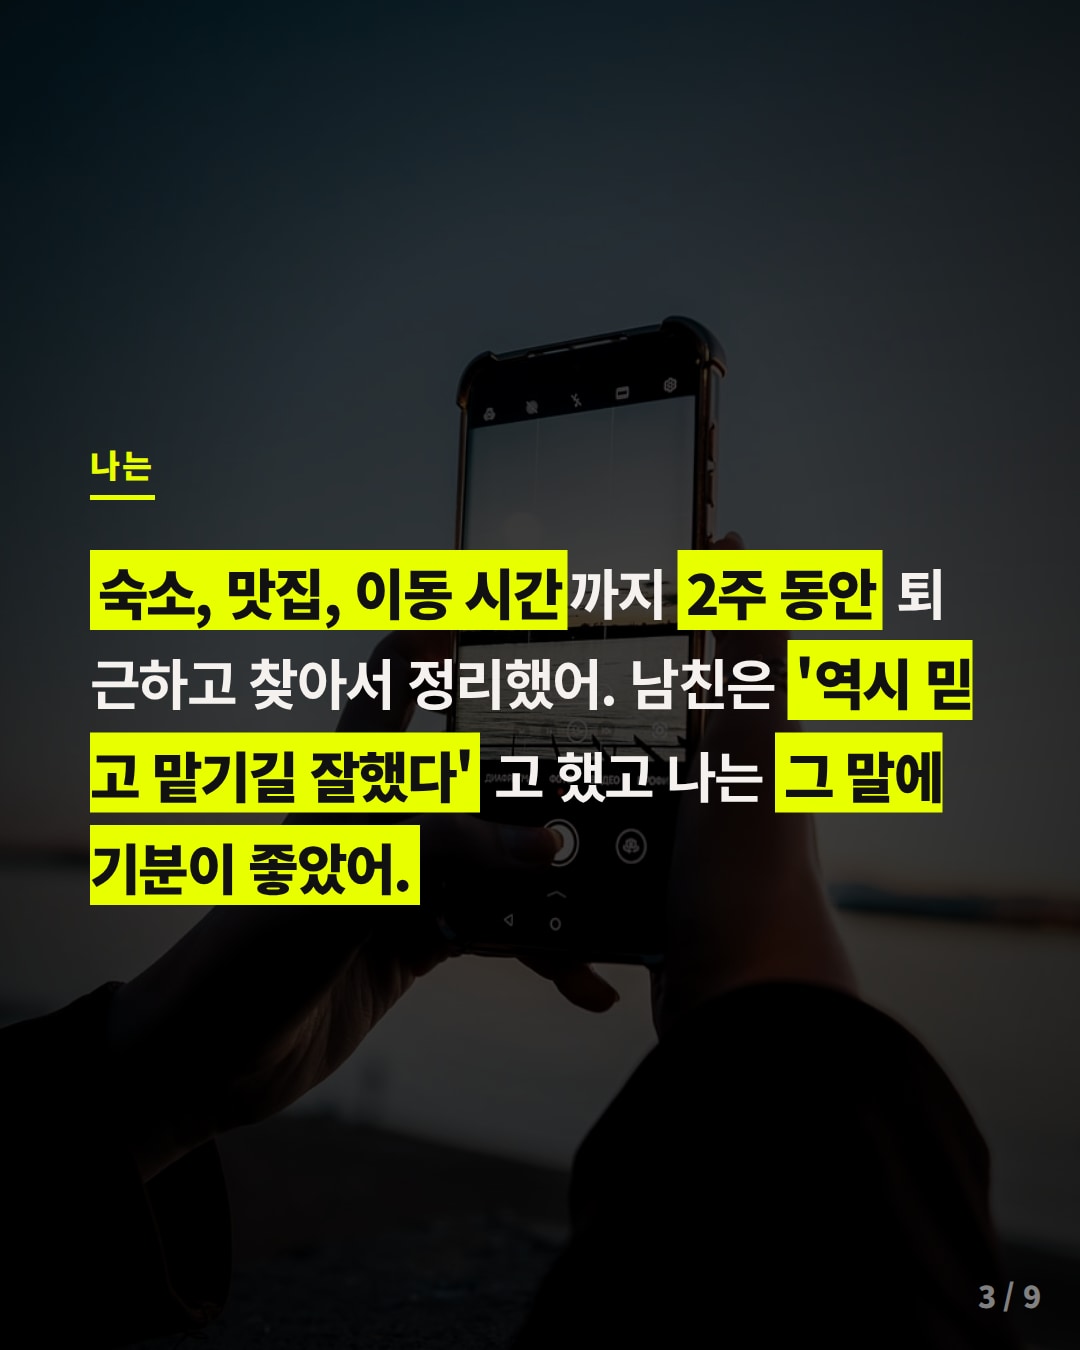 나는
숙소, 맛집, 이동 시간까지 2주 동안 퇴
근하고 찾아서 정리했어. 남친은 '역시 믿
고 맡기길 잘했다' 고 했고 나는 그 말에
기분이 좋았어.
3 / 9